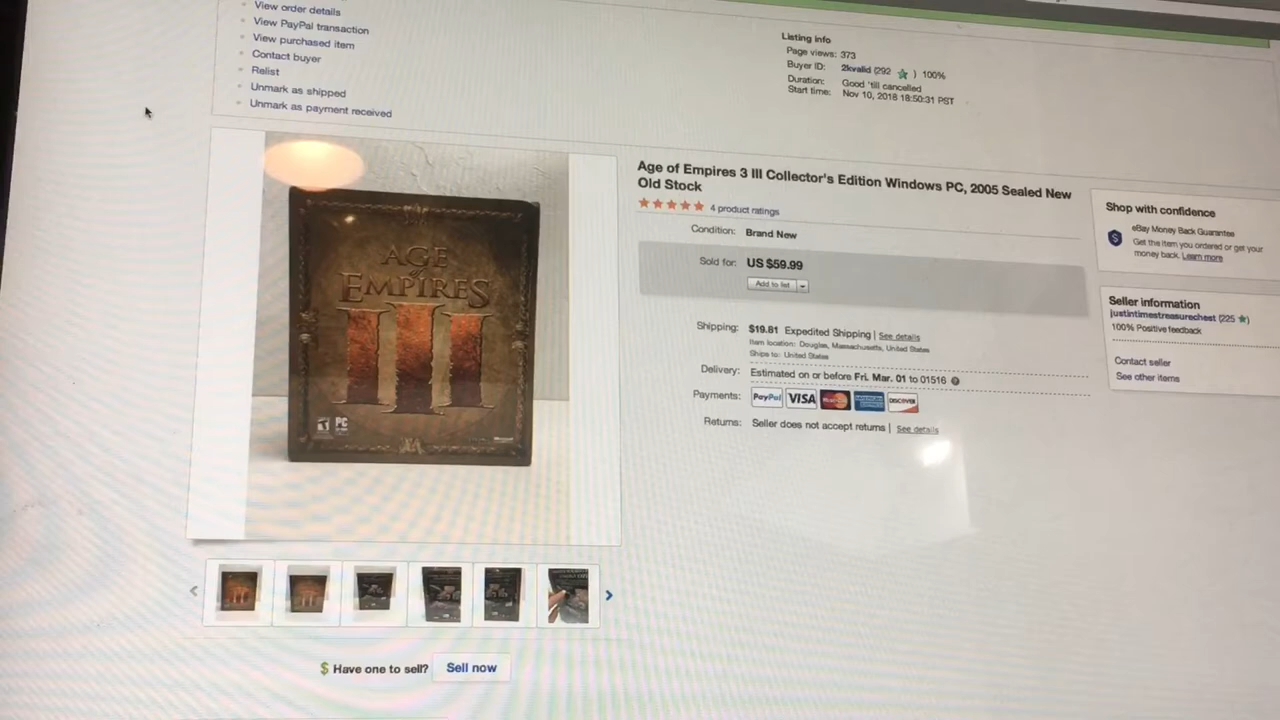 View order details
View PayPal transaction
View purchased item
Contact buyer
Relist
Unmark as shipped
Unmark as payment received
Listing info
Page views: 373
Buyer ID: 2kvalid (292 ) 100%
Duration: Good 'till cancelled
Start time: Nov 10, 2018 18:50:31 PST
AGE
of
EMPIRES
III
PC
Age of Empires 3 III Collector's Edition Windows PC, 2005 Sealed New
Old Stock
4 product ratings
Condition: Brand New
Sold for: US $59.99
Add to list
Shipping: $19.81 Expedited Shipping | See details
Item location: Douglas, Massachusetts, United States
Ships to: United States
Delivery: Estimated on or before Fri. Mar. 01 to 01516
Payments: PayPal VISA MasterCard DISCOVER
Returns: Seller does not accept returns | See details
Shop with confidence
eBay Money Back Guarantee
Get the item you ordered or get your
money back. Learn more
Seller information
justintimestreasurechest (225 )
100% Positive feedback
Contact seller
See other items
$ Have one to sell? Sell now